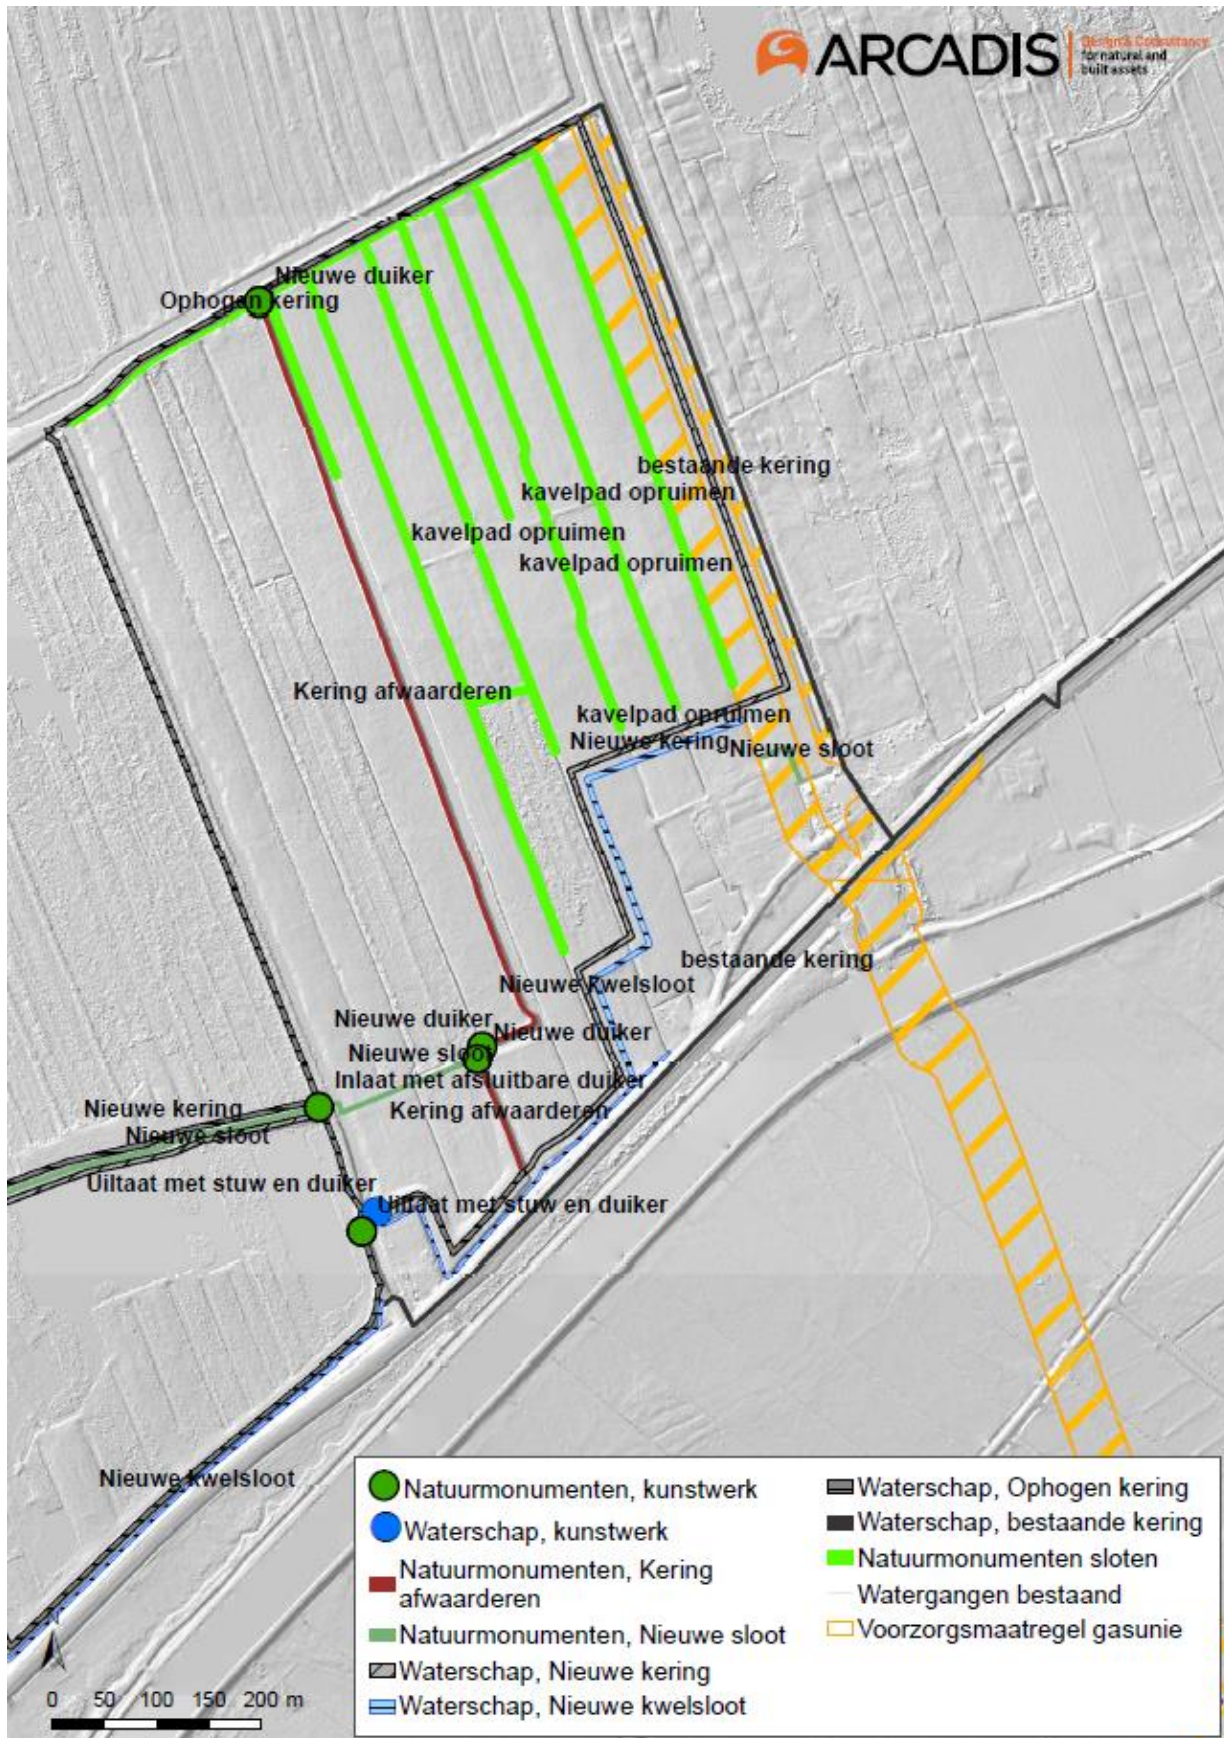 ARCADIS
Design & Consultancy
for natural and
built assets
Nieuwe duiker
Ophogen kering
bestaande kering
kavelpad opruimen
kavelpad opruimen
kavelpad opruimen
Kering afwaarderen
kavelpad opruimen
Nieuwe kering
Nieuwe sloot
bestaande kering
Nieuwe kwelsloot
Nieuwe duiker
Nieuwe duiker
Nieuwe sloot
Inlaat met afsluitbare duiker
Nieuwe kering
Kering afwaarderen
Nieuwe sloot
Uiltaat met stuw en duiker
Uiltaat met stuw en duiker
Nieuwe kwelsloot
Natuurmonumenten, kunstwerk
Waterschap, kunstwerk
Natuurmonumenten, Kering
afwaarderen
Natuurmonumenten, Nieuwe sloot
Waterschap, Nieuwe kering
Waterschap, Nieuwe kwelsloot
Waterschap, Ophogen kering
Waterschap, bestaande kering
Natuurmonumenten sloten
Watergangen bestaand
Voorzorgsmaatregel gasunie
0 50 100 150 200 m